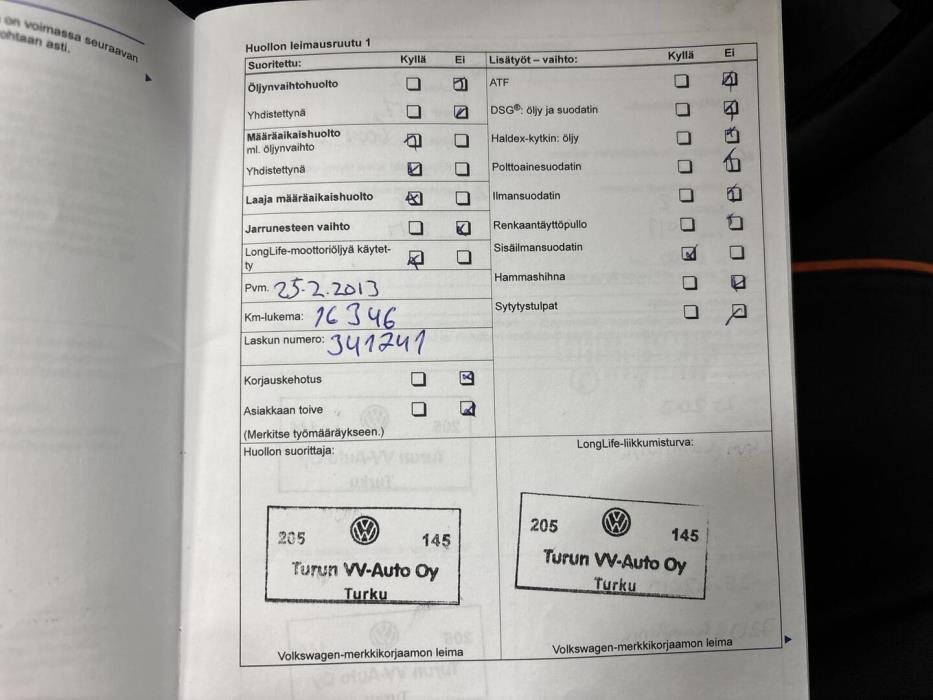 on voimassa seuraavan
ohtaan asti.
Huollon leimausruutu 1
Suoritettu: Kyllä Ei
Öljynvaihtohuolto
Yhdistettynä
Määräaikaishuolto
ml. öljynvaihto
Yhdistettynä
Laaja määräaikaishuolto
Jarrunesteen vaihto
LongLife-moottoriöljyä käytet-
ty
Pvm. 25.2.2013
Km-lukema: 16346
Laskun numero: 341241
Korjauskehotus
Asiakkaan toive
(Merkitse työmääräykseen.)
Lisätyöt – vaihto: Kyllä Ei
ATF
DSG®: öljy ja suodatin
Haldex-kytkin: öljy
Polttoainesuodatin
Ilmansuodatin
Renkaantäyttöpullo
Sisäilmansuodatin
Hammashihna
Sytytystulpat
Huollon suorittaja:
205 145
Turun VV-Auto Oy
Turku
Volkswagen-merkkikorjaamon leima
LongLife-liikkumisturva:
205 145
Turun VV-Auto Oy
Turku
Volkswagen-merkkikorjaamon leima